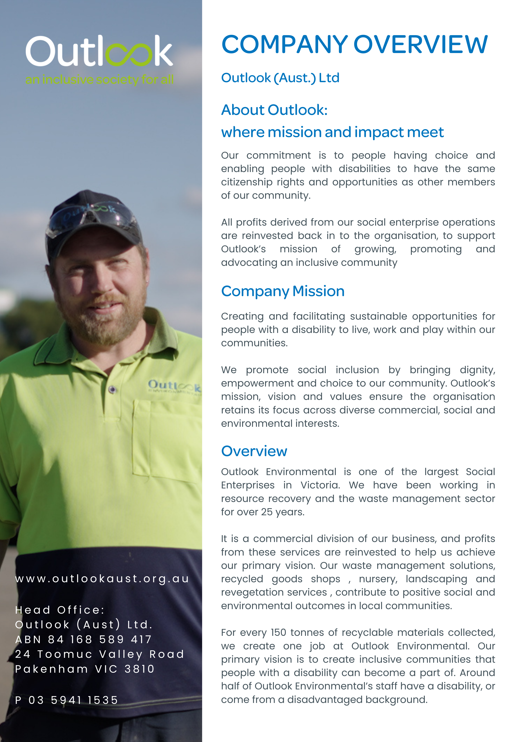 Outlook
an inclusive society for all
Outlook
www.outlookaust.org.au
Head Office:
Outlook (Aust) Ltd.
ABN 84 168 589 417
24 Toomuc Valley Road
Pakenham VIC 3810
P 03 5941 1535
COMPANY OVERVIEW
Outlook (Aust.) Ltd
About Outlook:
where mission and impact meet
Our commitment is to people having choice and
enabling people with disabilities to have the same
citizenship rights and opportunities as other members
of our community.
All profits derived from our social enterprise operations
are reinvested back in to the organisation, to support
Outlook's mission of growing, promoting and
advocating an inclusive community
Company Mission
Creating and facilitating sustainable opportunities for
people with a disability to live, work and play within our
communities.
We promote social inclusion by bringing dignity,
empowerment and choice to our community. Outlook's
mission, vision and values ensure the organisation
retains its focus across diverse commercial, social and
environmental interests.
Overview
Outlook Environmental is one of the largest Social
Enterprises in Victoria. We have been working in
resource recovery and the waste management sector
for over 25 years.
It is a commercial division of our business, and profits
from these services are reinvested to help us achieve
our primary vision. Our waste management solutions,
recycled goods shops , nursery, landscaping and
revegetation services , contribute to positive social and
environmental outcomes in local communities.
For every 150 tonnes of recyclable materials collected,
we create one job at Outlook Environmental. Our
primary vision is to create inclusive communities that
people with a disability can become a part of. Around
half of Outlook Environmental's staff have a disability, or
come from a disadvantaged background.